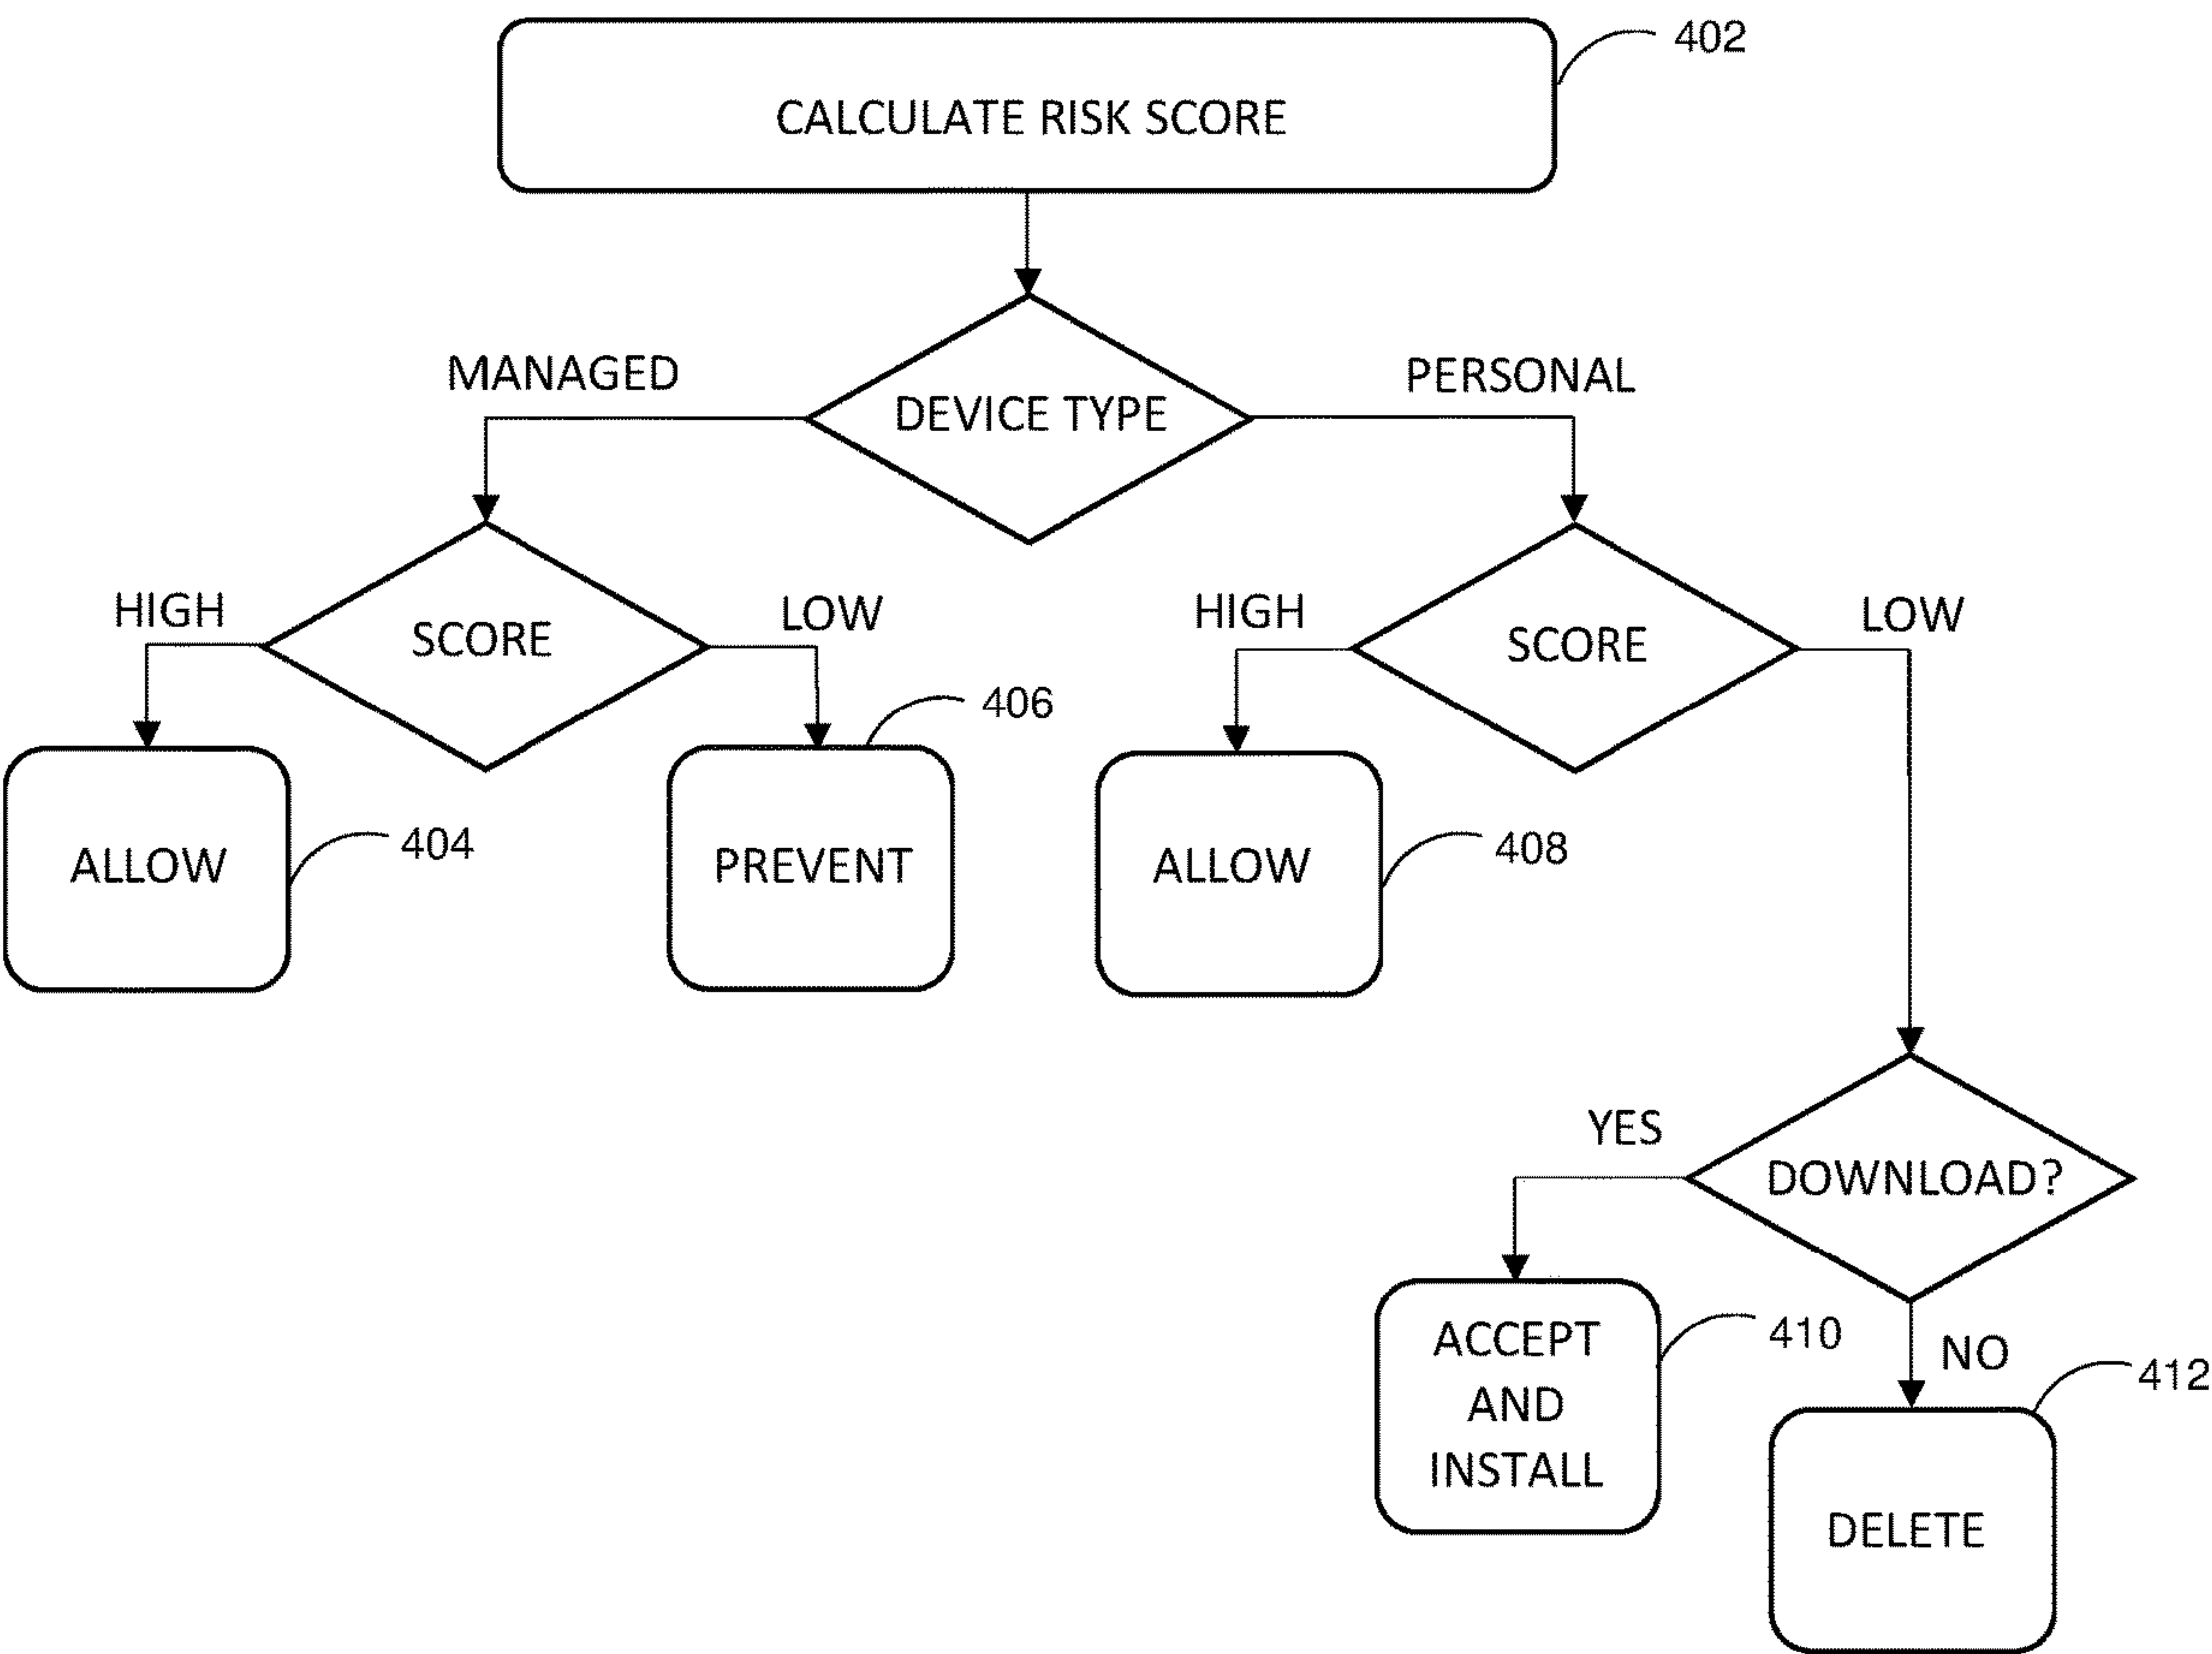 402
CALCULATE RISK SCORE
MANAGED
PERSONAL
DEVICE TYPE
HIGH
LOW
HIGH
LOW
SCORE
SCORE
406
404
408
ALLOW
PREVENT
ALLOW
YES
DOWNLOAD?
410
ACCEPT
AND
INSTALL
NO
412
DELETE